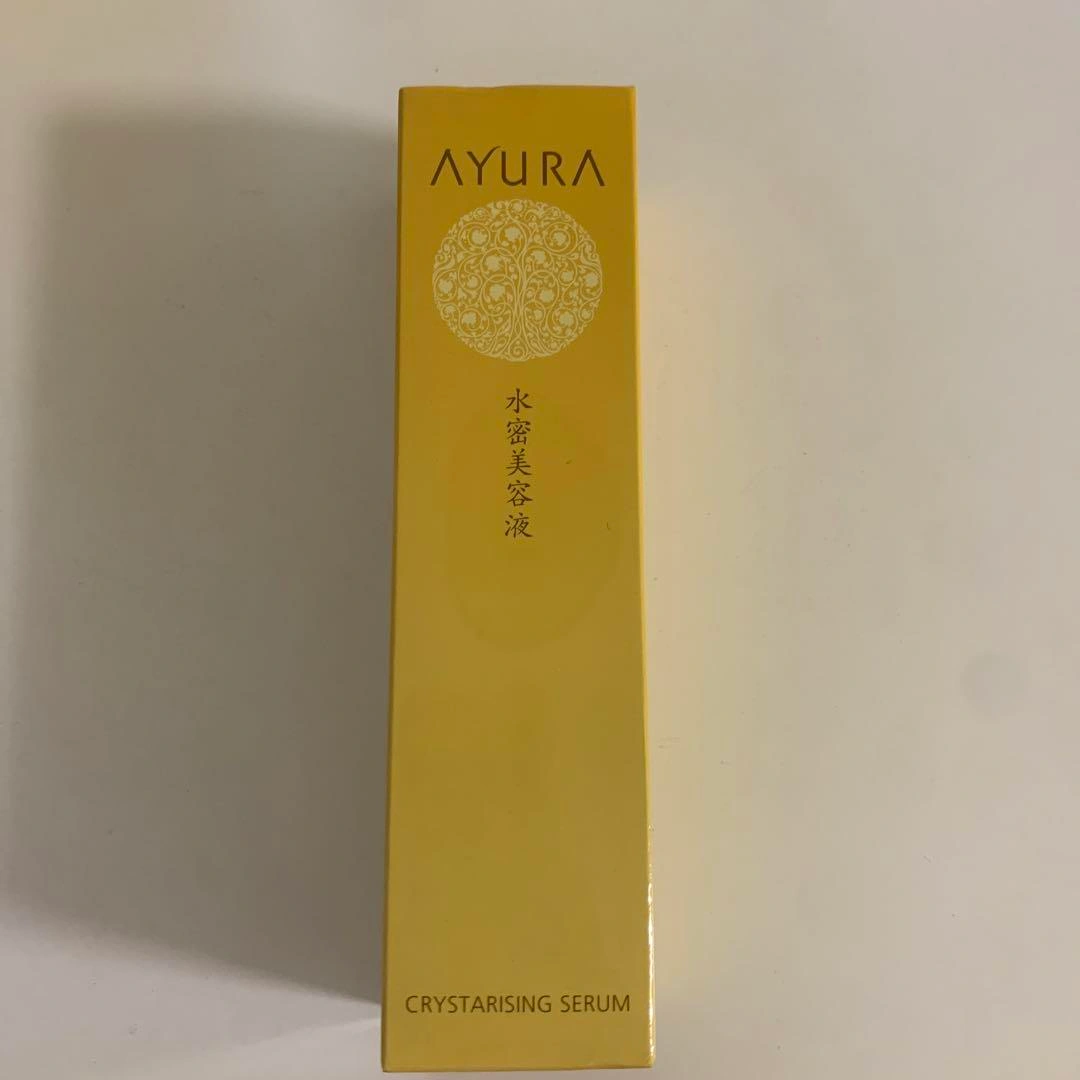 AYURA
水密美容液
CRYSTARISING SERUM